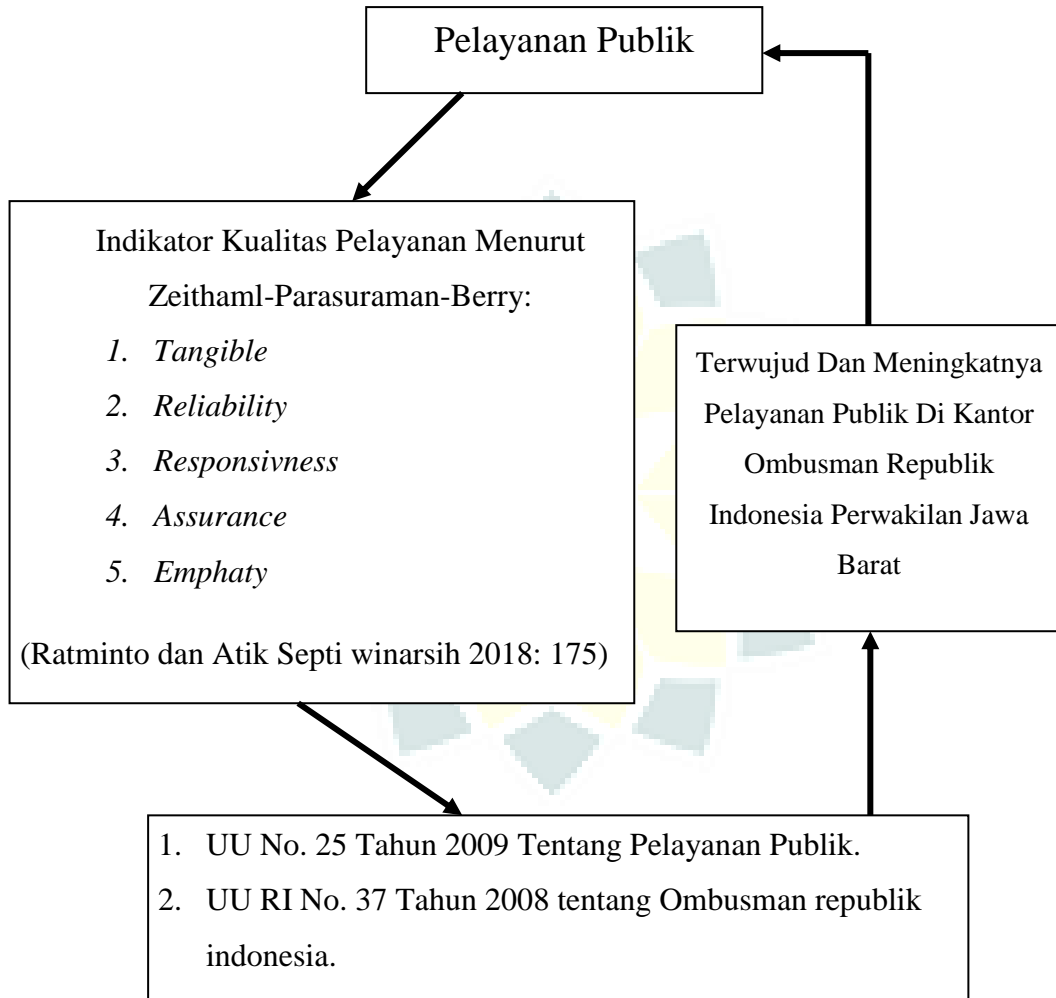 Pelayanan Publik
Indikator Kualitas Pelayanan Menurut
Zeithaml-Parasuraman-Berry:
1. Tangible
2. Reliability
3. Responsivness
4. Assurance
5. Emphaty
(Ratminto dan Atik Septi winarsih 2018: 175)
Terwujud Dan Meningkatnya
Pelayanan Publik Di Kantor
Ombusman Republik
Indonesia Perwakilan Jawa
Barat
1. UU No. 25 Tahun 2009 Tentang Pelayanan Publik.
2. UU RI No. 37 Tahun 2008 tentang Ombusman republik
indonesia.